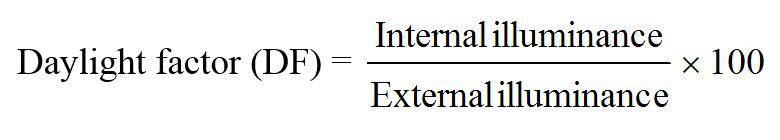 Daylight factor (DF) = Internal illuminance / External illuminance × 100